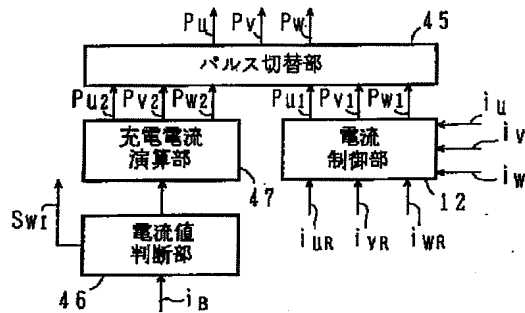 Pu Pv Pw 45
パルス切替部
Pu2 Pv2 Pw2 Pu1 Pv1 Pw1
充電電流
演算部
47
電流
制御部
12
iu
iv
iw
SWI
電流値
判断部
46
iB
iuR ivR iwR